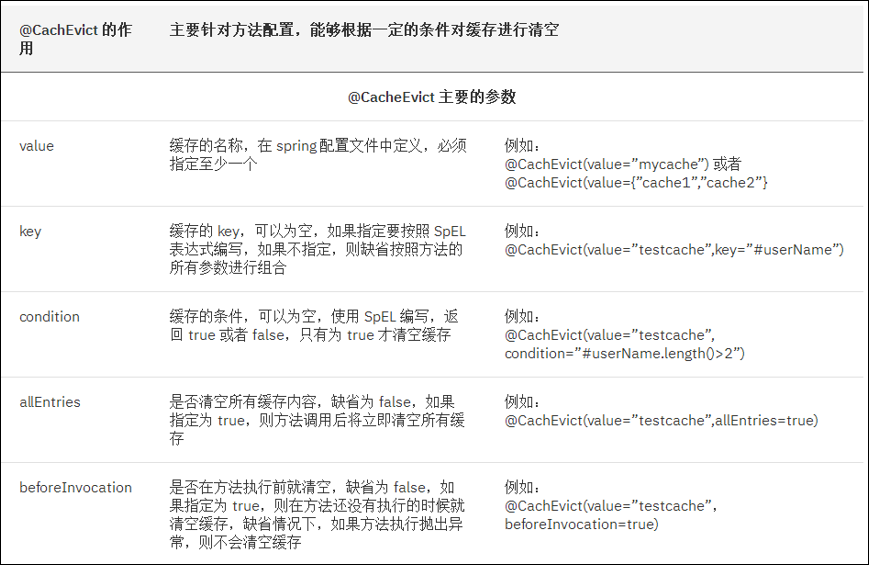 @CachEvict 的作
用
主要针对方法配置，能够根据一定的条件对缓存进行清空
@CacheEvict 主要的参数
value
缓存的名称，在 spring 配置文件中定义，必须
指定至少一个
例如：
@CachEvict(value=”mycache”) 或者
@CachEvict(value={”cache1”,”cache2”}
key
缓存的 key，可以为空，如果指定要按照 SpEL
表达式编写，如果不指定，则缺省按照方法的
所有参数进行组合
例如：
@CachEvict(value=”testcache”,key=”#userName”)
condition
缓存的条件，可以为空，使用 SpEL 编写，返
回 true 或者 false，只有为 true 才清空缓存
例如：
@CachEvict(value=”testcache”,
condition=”#userName.length()>2”)
allEntries
是否清空所有缓存内容，缺省为 false，如果
指定为 true，则方法调用后将立即清空所有缓
存
例如：
@CachEvict(value=”testcache”,allEntries=true)
beforeInvocation
是否在方法执行前就清空，缺省为 false，如
果指定为 true，则在方法还没有执行的时候就
清空缓存，缺省情况下，如果方法执行抛出异
常，则不会清空缓存
例如：
@CachEvict(value=”testcache”，
beforeInvocation=true)